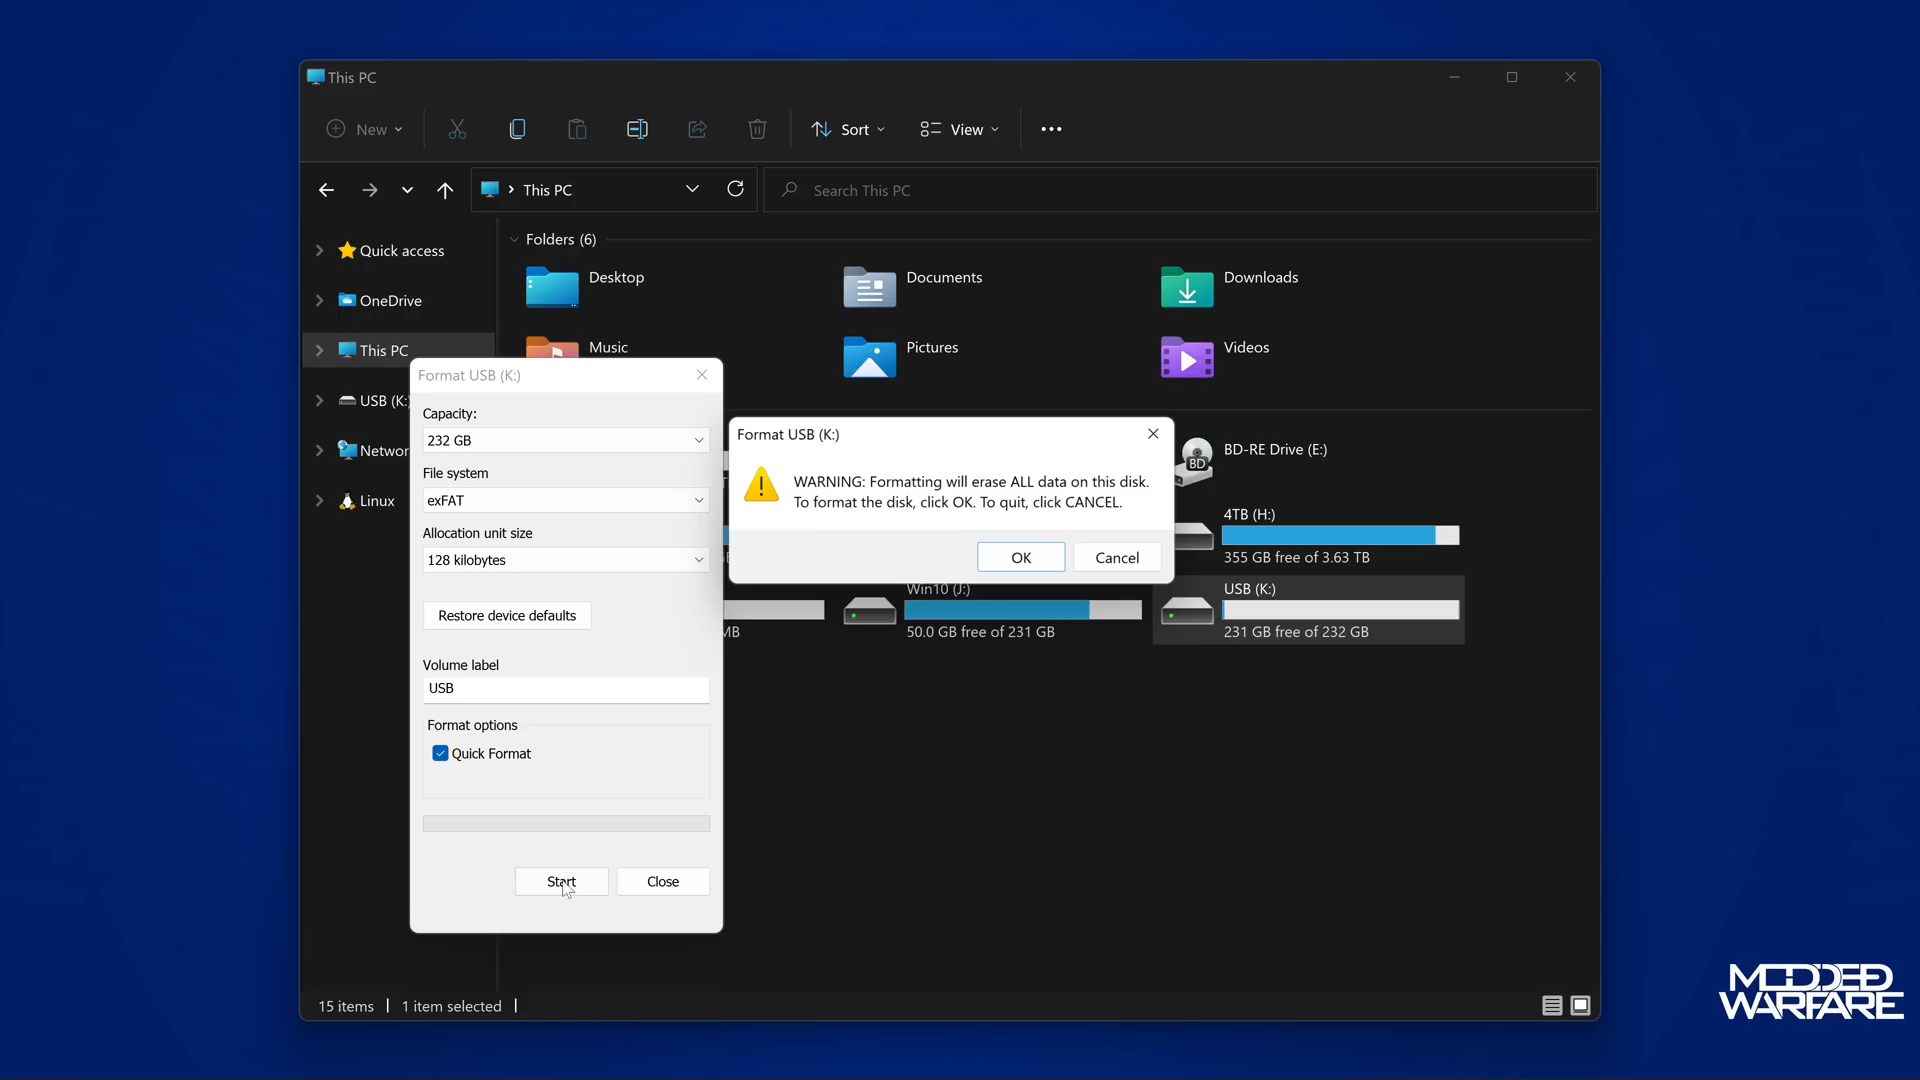 This PC
New
Sort
View
This PC
Search This PC
Quick access
OneDrive
This PC
USB (K:)
Networ
Linux
Folders (6)
Desktop
Documents
Downloads
Music
Pictures
Videos
Format USB (K:)
Capacity:
232 GB
File system
exFAT
Allocation unit size
128 kilobytes
Restore device defaults
Volume label
USB
Format options
Quick Format
Start
Close
Format USB (K:)
WARNING: Formatting will erase ALL data on this disk.
To format the disk, click OK. To quit, click CANCEL.
OK
Cancel
BD
BD-RE Drive (E:)
4TB (H:)
355 GB free of 3.63 TB
MB
Win10 (J:)
50.0 GB free of 231 GB
USB (K:)
231 GB free of 232 GB
15 items
1 item selected
MODDED
WARFARE